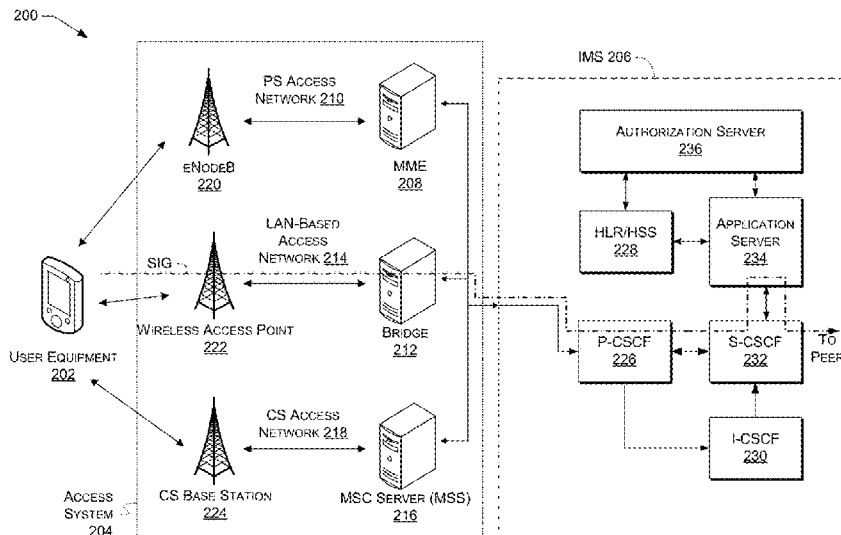 200
IMS 206
PS ACCESS
NETWORK 210
AUTHORIZATION SERVER
236
ENODEB
220
MME
208
LAN-BASED
ACCESS
NETWORK 214
HLR/HSS
228
APPLICATION
SERVER
234
SIG
WIRELESS ACCESS POINT
222
BRIDGE
212
USER EQUIPMENT
202
P-CSCF
226
S-CSCF
232
TO
PEER
CS ACCESS
NETWORK 218
I-CSCF
230
ACCESS
SYSTEM
204
CS BASE STATION
224
MSC SERVER (MSS)
216